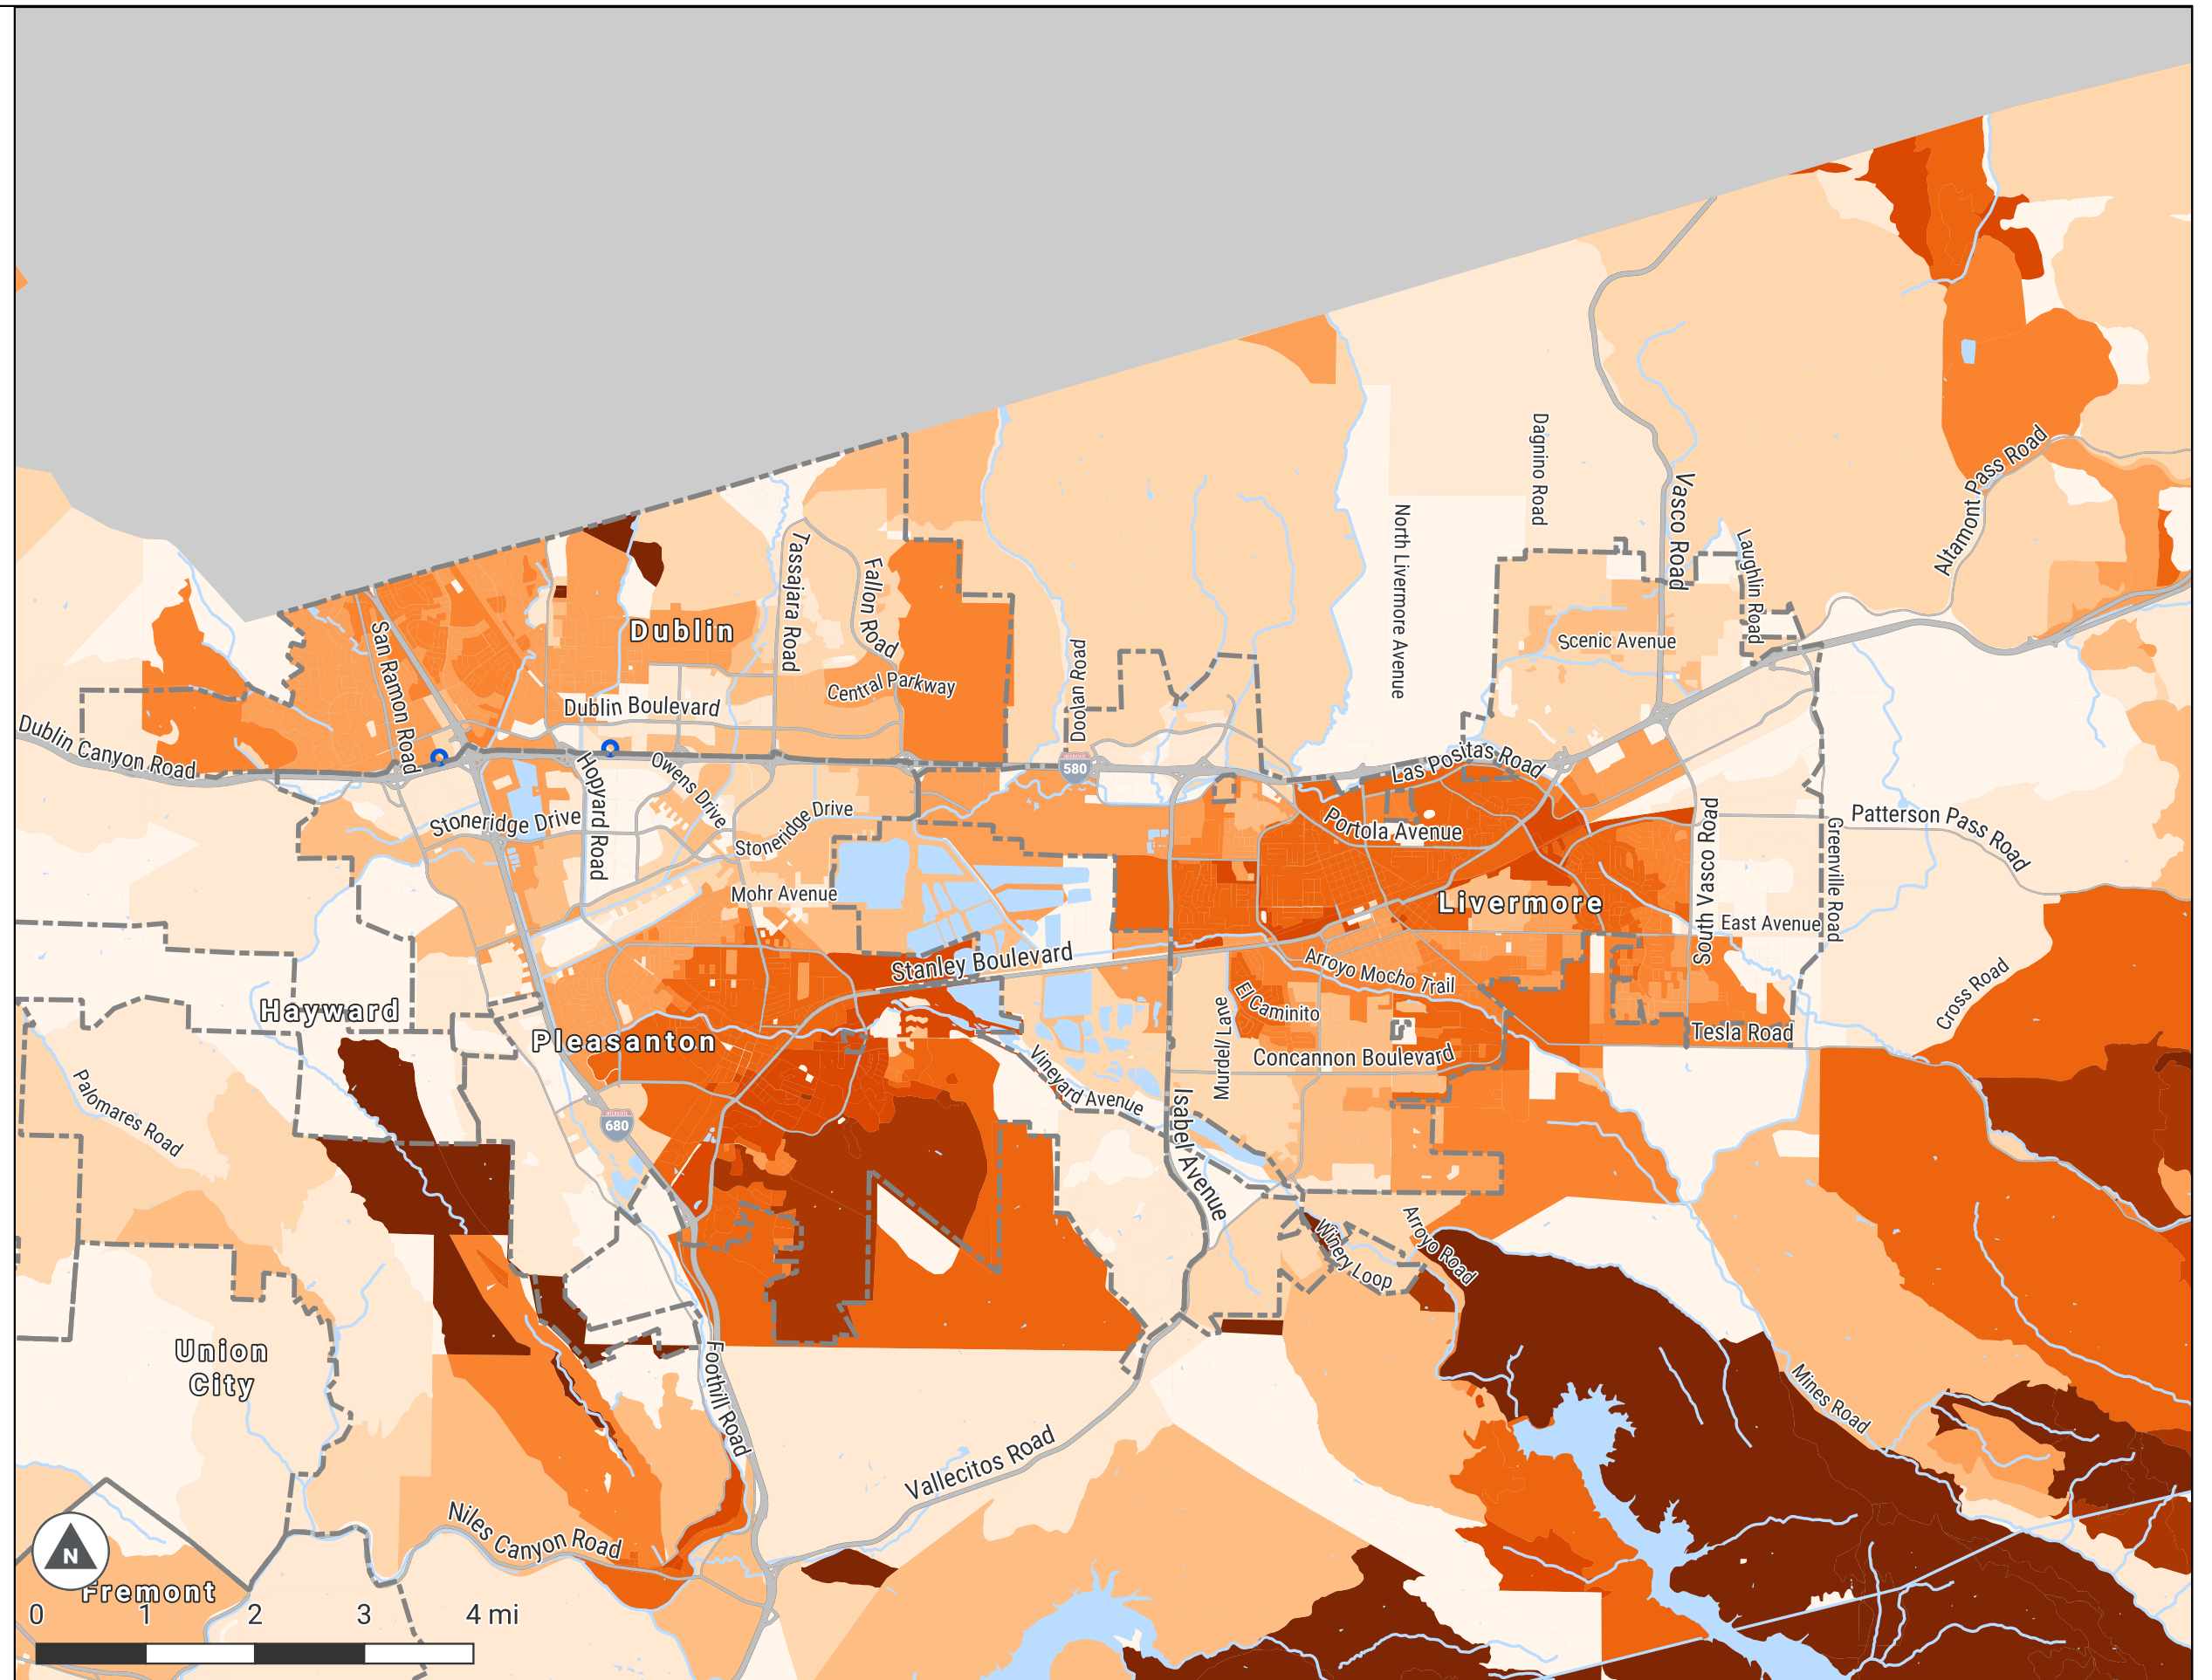 Dagnino Road
Vasco Road
Altamont Pass Road
North Livermore Avenue
Laughlin Road
Tassajara Road
Fallon Road
San Ramon Road
Dublin
Scenic Avenue
Doolan Road
Central Parkway
Dublin Boulevard
Dublin Canyon Road
Hopyard Road
Owens Drive
580
Las Positas Road
Stoneridge Drive
Stoneridge Drive
Portola Avenue
South Vasco Road
Greenville Road
Patterson Pass Road
Mohr Avenue
Livermore
East Avenue
Stanley Boulevard
Arroyo Mocho Trail
Hayward
El Caminito
Murdell Lane
Cross Road
Pleasanton
Tesla Road
Concannon Boulevard
Palomares Road
Vineyard Avenue
680
Isabel Avenue
Winery Loop
Arroyo Road
Union
City
Foothill Road
Mines Road
Vallecitos Road
Niles Canyon Road
N
Fremont
0 1 2 3 4 mi